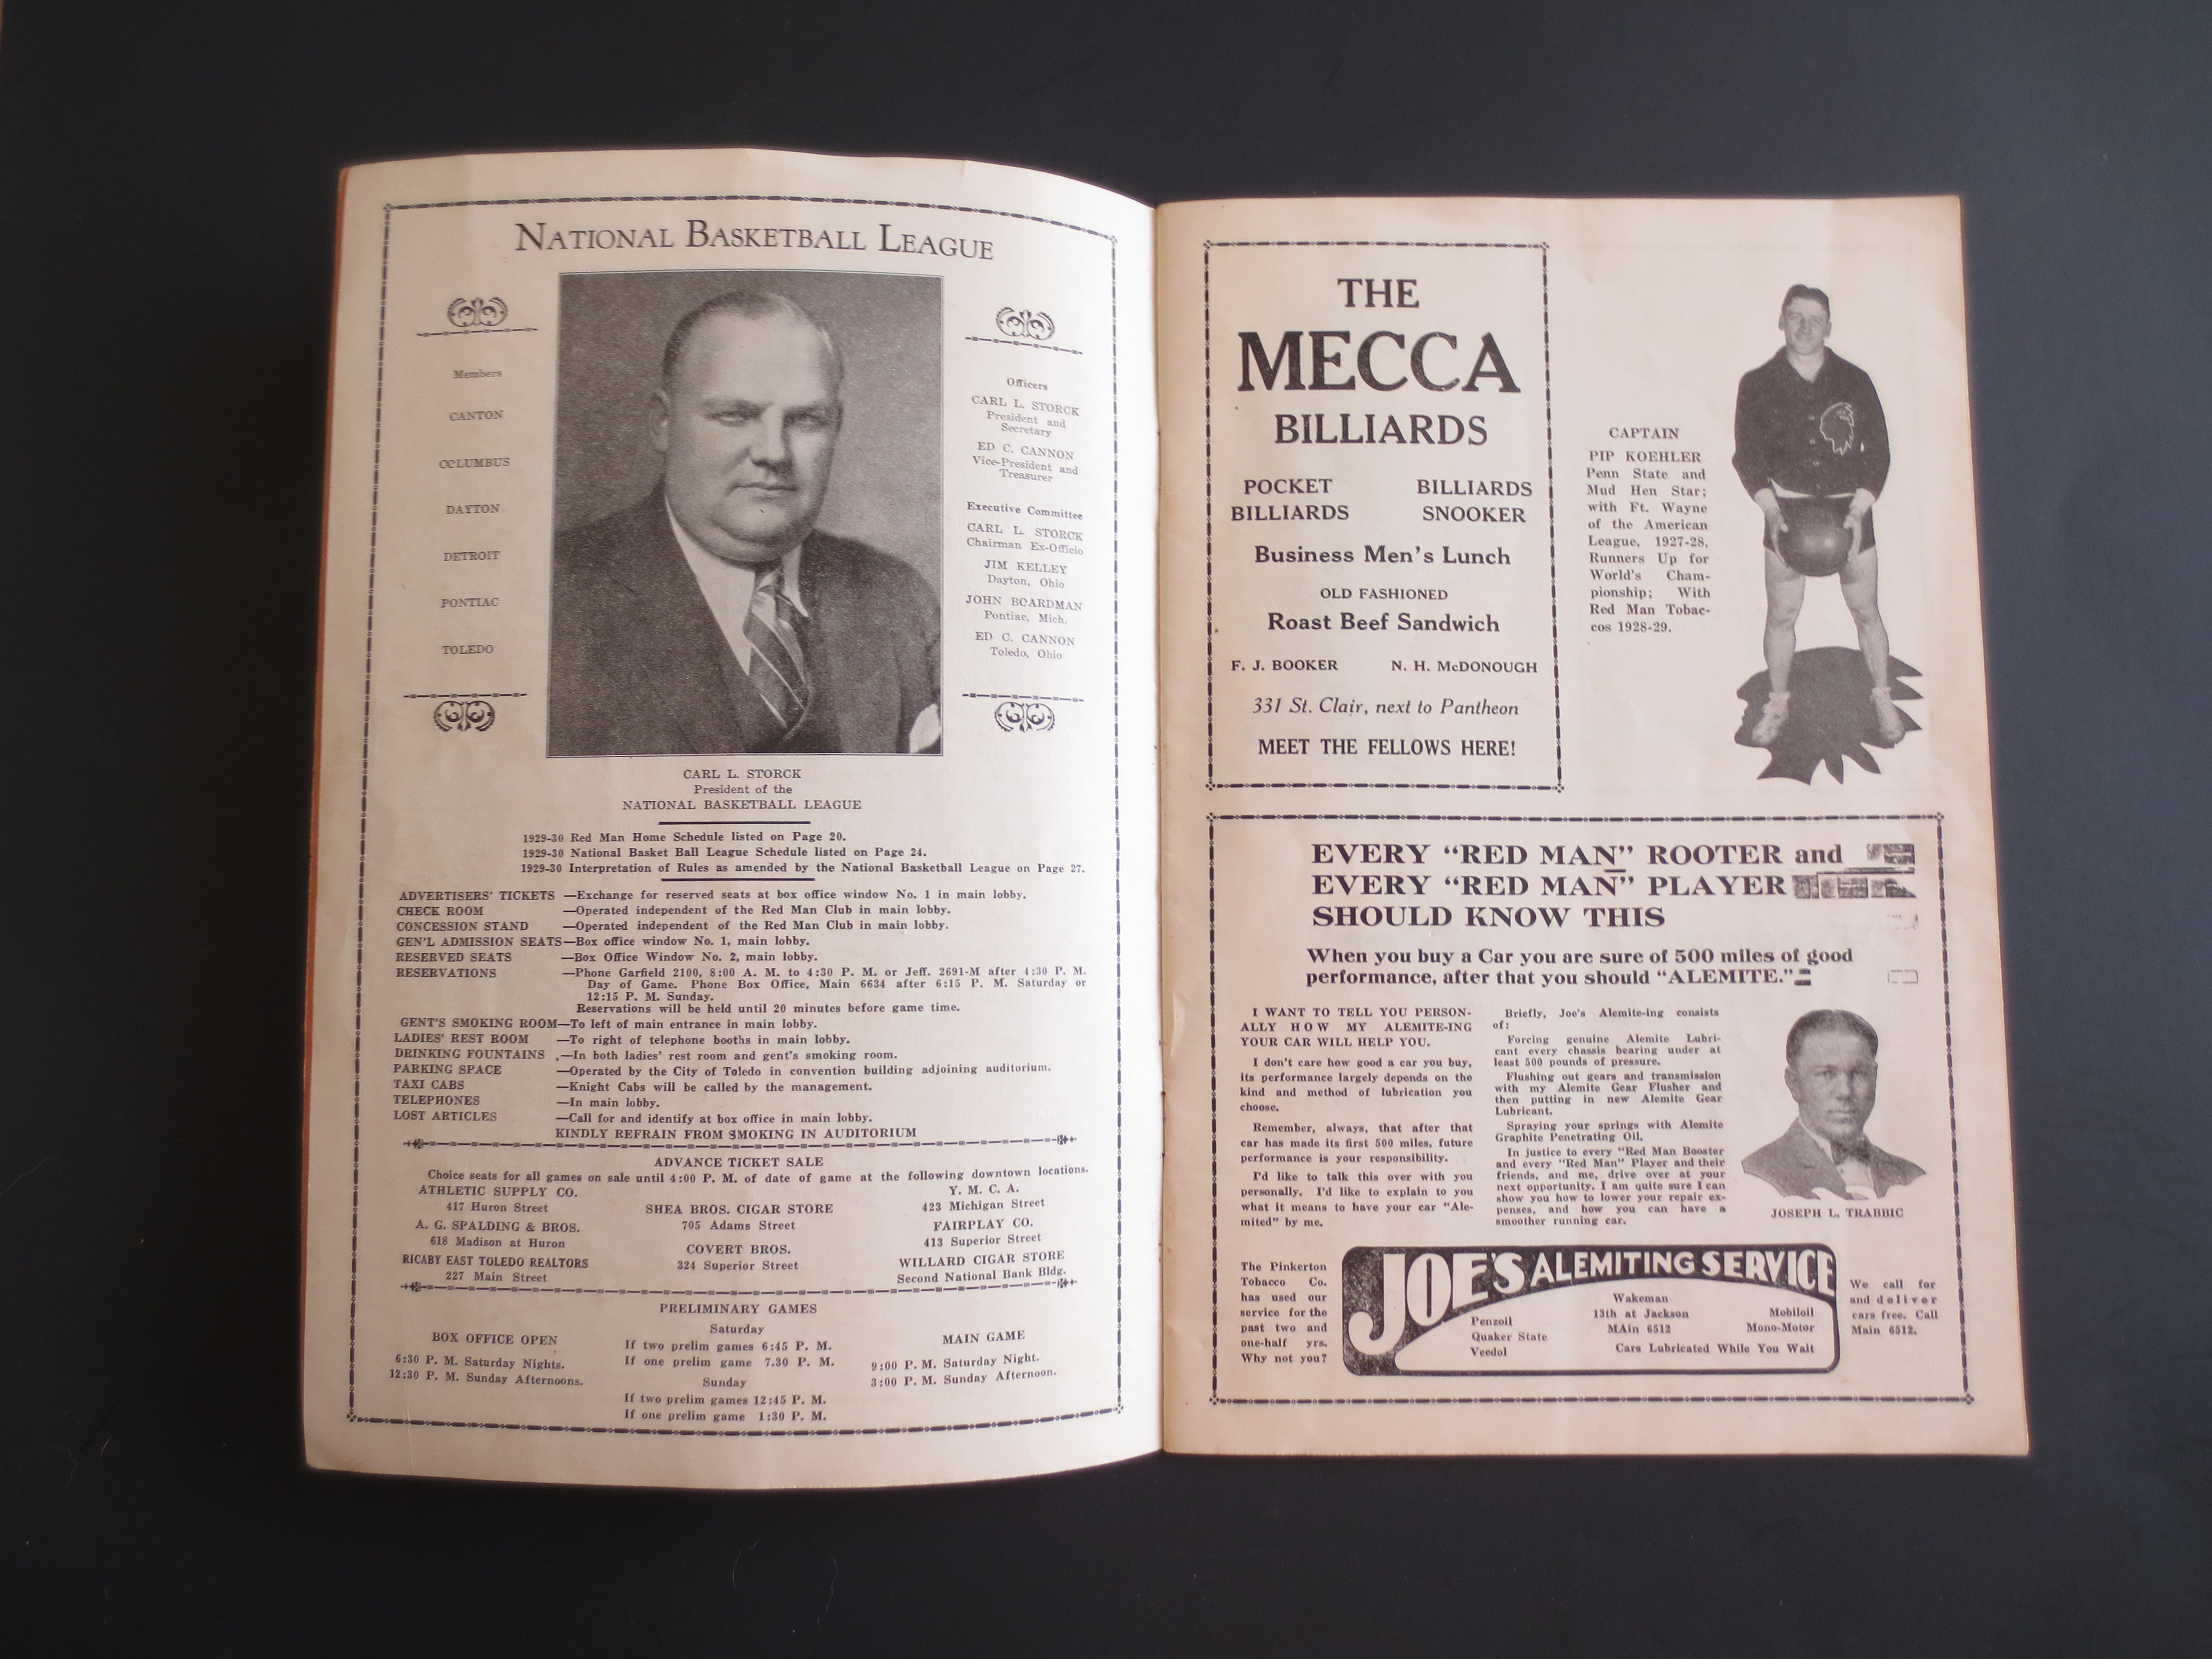 NATIONAL BASKETBALL LEAGUE
Members
CANTON
COLUMBUS
DAYTON
DETROIT
PONTIAC
TOLEDO
Officers
CARL L. STORCK
President and
Secretary
ED C. CANNON
Vice-President and
Treasurer
Executive Committee
CARL L. STORCK
Chairman Ex-Officio
JIM KELLEY
Dayton, Ohio
JOHN BOARDMAN
Pontiac, Mich.
ED C. CANNON
Toledo, Ohio
CARL L. STORCK
President of the
NATIONAL BASKETBALL LEAGUE
1929-30 Red Man Home Schedule listed on Page 20.
1929-30 National Basket Ball League Schedule listed on Page 24.
1929-30 Interpretation of Rules as amended by the National Basketball League on Page 27.
ADVERTISERS' TICKETS —Exchange for reserved seats at box office window No. 1 in main lobby.
CHECK ROOM —Operated independent of the Red Man Club in main lobby.
CONCESSION STAND —Operated independent of the Red Man Club in main lobby.
GEN'L ADMISSION SEATS—Box office window No. 1, main lobby.
RESERVED SEATS —Box Office Window No. 2, main lobby.
RESERVATIONS —Phone Garfield 2100, 8:00 A. M. to 4:30 P. M. or Jeff. 2691-M after 4:30 P. M.
Day of Game. Phone Box Office, Main 6634 after 6:15 P. M. Saturday or
12:15 P. M. Sunday.
Reservations will be held until 20 minutes before game time.
GENT'S SMOKING ROOM—To left of main entrance in main lobby.
LADIES' REST ROOM —To right of telephone booths in main lobby.
DRINKING FOUNTAINS —In both ladies' rest room and gent's smoking room.
PARKING SPACE —Operated by the City of Toledo in convention building adjoining auditorium.
TAXI CABS —Knight Cabs will be called by the management.
TELEPHONES —In main lobby.
LOST ARTICLES —Call for and identify at box office in main lobby.
KINDLY REFRAIN FROM SMOKING IN AUDITORIUM
ADVANCE TICKET SALE
Choice seats for all games on sale until 4:00 P. M. of date of game at the following downtown locations.
ATHLETIC SUPPLY CO.
417 Huron Street
A. G. SPALDING & BROS.
618 Madison at Huron
RICABY EAST TOLEDO REALTORS
227 Main Street
SHEA BROS. CIGAR STORE
705 Adams Street
COVERT BROS.
324 Superior Street
Y. M. C. A.
423 Michigan Street
FAIRPLAY CO.
413 Superior Street
WILLARD CIGAR STORE
Second National Bank Bldg.
PRELIMINARY GAMES
BOX OFFICE OPEN
6:30 P. M. Saturday Nights.
12:30 P. M. Sunday Afternoons.
Saturday
If two prelim games 6:45 P. M.
If one prelim game 7.30 P. M.
Sunday
If two prelim games 12:45 P. M.
If one prelim game 1:30 P. M.
MAIN GAME
9:00 P. M. Saturday Night.
3:00 P. M. Sunday Afternoon.
THE
MECCA
BILLIARDS
POCKET BILLIARDS
BILLIARDS SNOOKER
Business Men's Lunch
OLD FASHIONED
Roast Beef Sandwich
F. J. BOOKER N. H. McDONOUGH
331 St. Clair, next to Pantheon
MEET THE FELLOWS HERE!
CAPTAIN
PIP KOEHLER
Penn State and
Mud Hen Star;
with Ft. Wayne
of the American
League, 1927-28,
Runners Up for
World's Cham-
pionship; With
Red Man Tobac-
cos 1928-29.
EVERY "RED MAN" ROOTER and
EVERY "RED MAN" PLAYER
SHOULD KNOW THIS
When you buy a Car you are sure of 500 miles of good
performance, after that you should "ALEMITE."
I WANT TO TELL YOU PERSON-
ALLY HOW MY ALEMITE-ING
YOUR CAR WILL HELP YOU.
I don't care how good a car you buy,
its performance largely depends on the
kind and method of lubrication you
choose.
Remember, always, that after that
car has made its first 500 miles, future
performance is your responsibility.
I'd like to talk this over with you
personally. I'd like to explain to you
what it means to have your car "Ale-
mited" by me.
Briefly, Joe's Alemite-ing consists
of:
Forcing genuine Alemite Lubri-
cant every chassis bearing under at
least 500 pounds of pressure.
Flushing out gears and transmission
with my Alemite Gear Flusher and
then putting in new Alemite Gear
Lubricant.
Spraying your springs with Alemite
Graphite Penetrating Oil.
In justice to every "Red Man Booster
and every "Red Man" Player and their
friends, and me, drive over at your
next opportunity. I am quite sure I can
show you how to lower your repair ex-
penses, and how you can have a
smoother running car.
JOSEPH L. TRABBIC
The Pinkerton
Tobacco Co.
has used our
service for the
past two and
one-half yrs.
Why not you?
JOE'S ALEMITING SERVICE
Penzoil
Quaker State
Veedol
Wakeman
13th at Jackson
MAin 6512
Mobiloil
Mono-Motor
Cars Lubricated While You Wait
We call for
and deliver
cars free. Call
Main 6512.